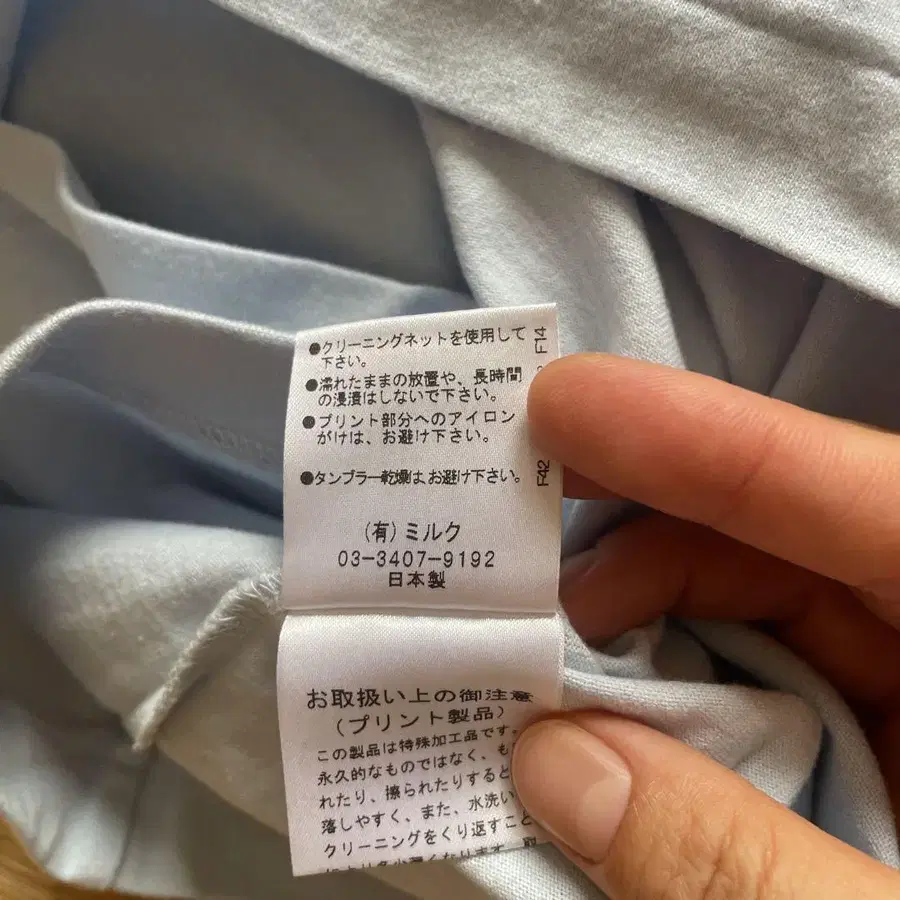 ●クリーニングネットを使用して
下さい。
●濡れたままの放置や、長時間
の浸漬はしないで下さい。
●プリント部分へのアイロン
がけは、お避け下さい。
●タンブラー乾燥は、お避け下さい。
(有)ミルク
03-3407-9192
日本製
F14
F42
お取扱い上の御注意
(プリント製品)
この製品は特殊加工品です。
永久的なものではなく、も
れたり、擦られたりすると
落しやすく、また、水洗い
クリーニングをくり返すこと